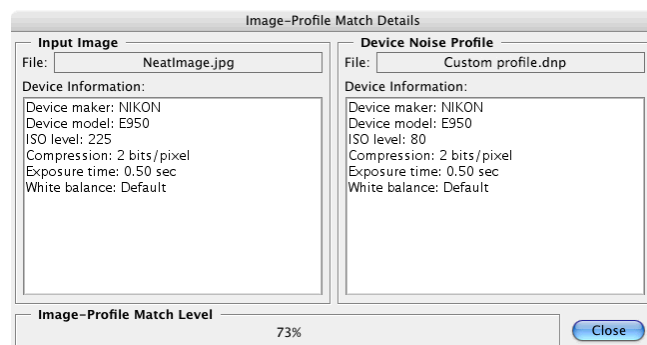 Image-Profile Match Details
Input Image
File: NeatImage.jpg
Device Information:
Device maker: NIKON
Device model: E950
ISO level: 225
Compression: 2 bits/pixel
Exposure time: 0.50 sec
White balance: Default
Device Noise Profile
File: Custom profile.dnp
Device Information:
Device maker: NIKON
Device model: E950
ISO level: 80
Compression: 2 bits/pixel
Exposure time: 0.50 sec
White balance: Default
Image-Profile Match Level
73%
Close